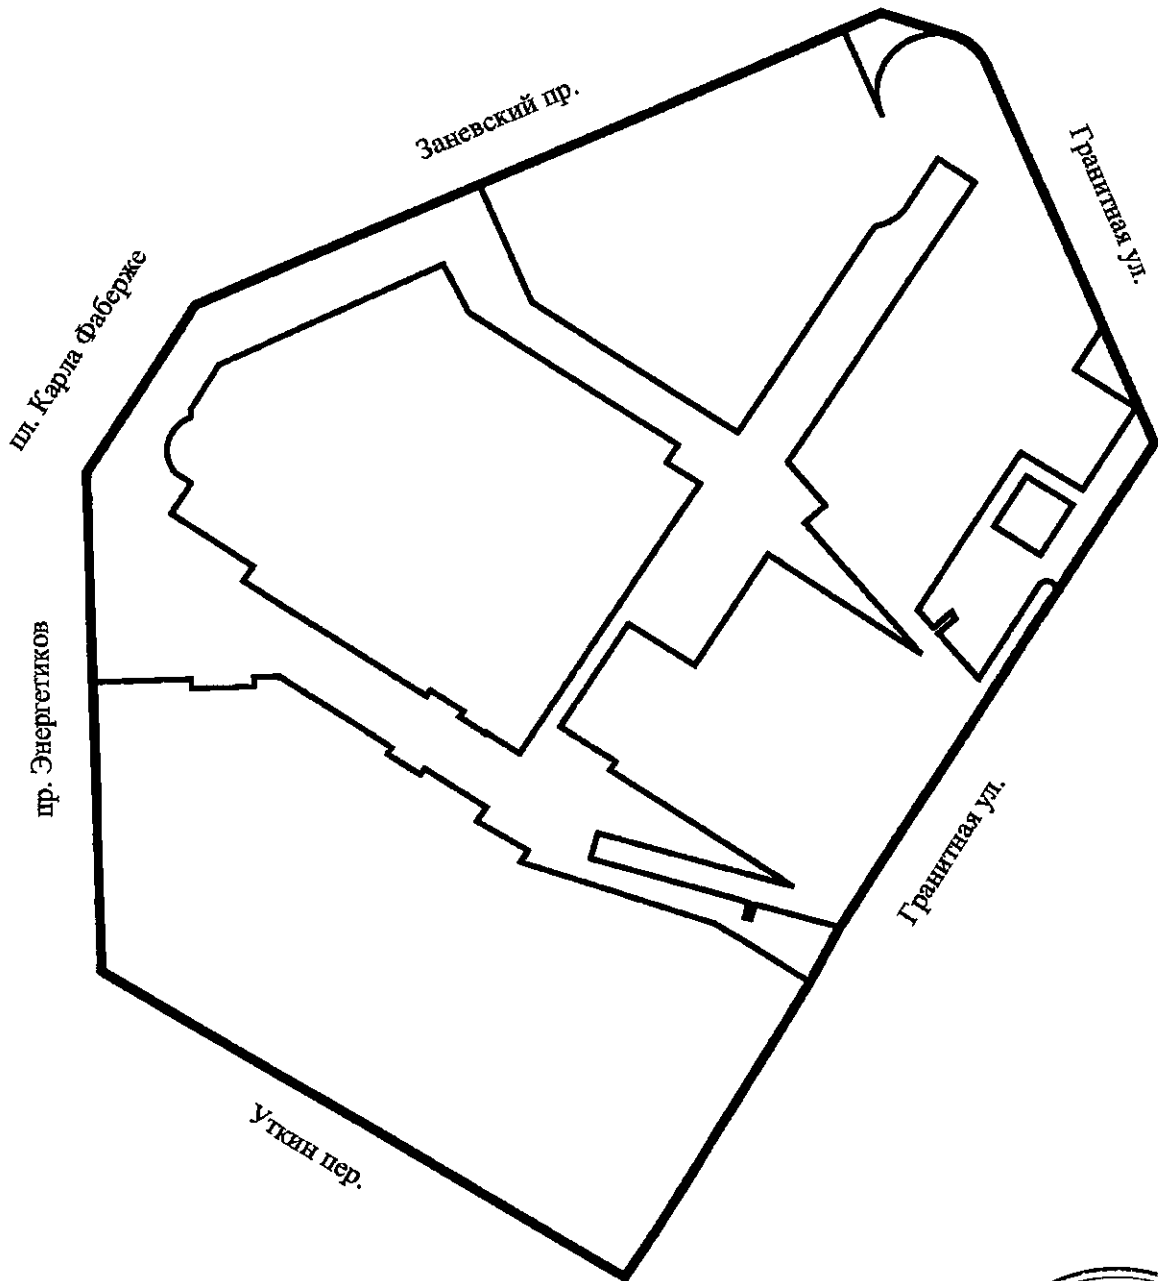 Заневский пр.
Гранитная ул.
пл. Карла Фаберже
пр. Энергетиков
Гранитная ул.
Уткин пер.